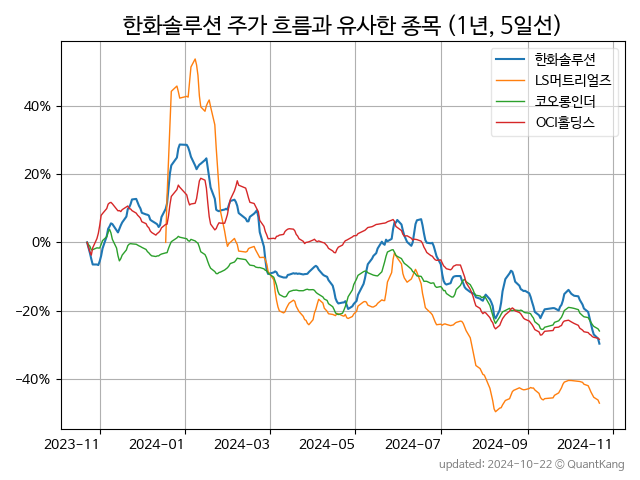 한화솔루션 주가 흐름과 유사한 종목 (1년, 5일선)
한화솔루션
LS머트리얼즈
코오롱인더
OCI홀딩스
40%
20%
0%
−20%
−40%
2023−11 2024−01 2024−03 2024−05 2024−07 2024−09 2024−11
updated: 2024-10-22 © QuantKang